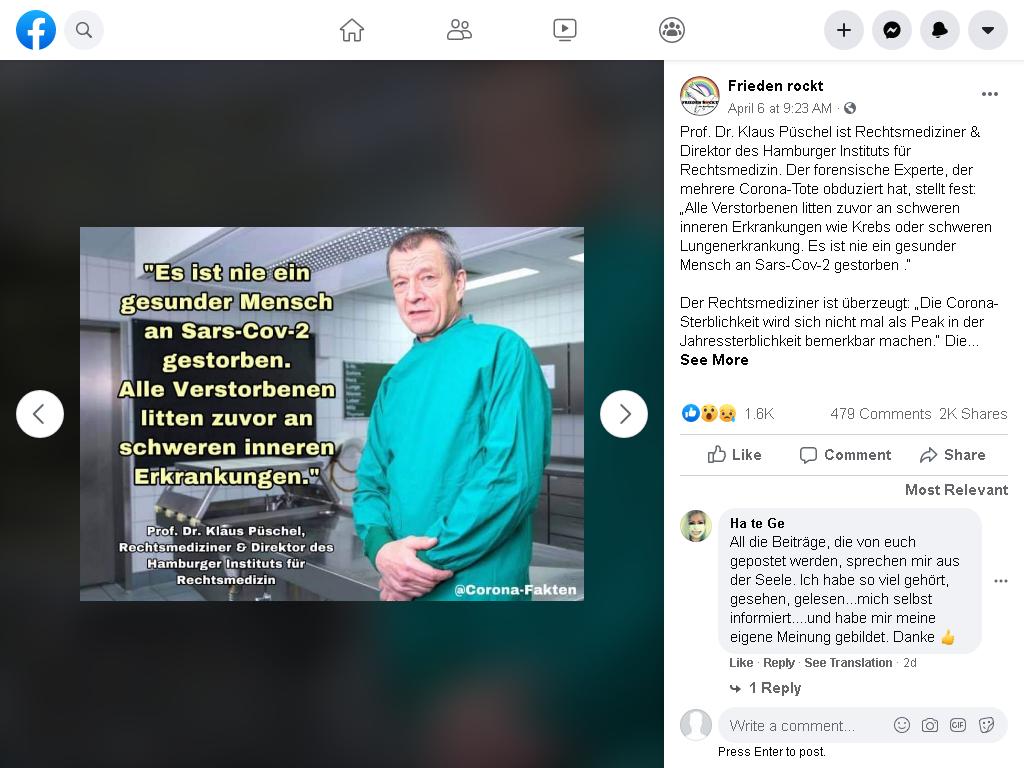 "Es ist nie ein
gesunder Mensch
an Sars-Cov-2
gestorben.
Alle Verstorbenen
litten zuvor an
schweren inneren
Erkrankungen."
Prof. Dr. Klaus Püschel,
Rechtsmediziner & Direktor des
Hamburger Instituts für
Rechtsmedizin
@Corona-Fakten
Frieden rockt
April 6 at 9:23 AM ·
Prof. Dr. Klaus Püschel ist Rechtsmediziner &
Direktor des Hamburger Instituts für
Rechtsmedizin. Der forensische Experte, der
mehrere Corona-Tote obduziert hat, stellt fest:
„Alle Verstorbenen litten zuvor an schweren
inneren Erkrankungen wie Krebs oder schweren
Lungenerkrankung. Es ist nie ein gesunder
Mensch an Sars-Cov-2 gestorben .“
Der Rechtsmediziner ist überzeugt: „Die Corona-
Sterblichkeit wird sich nicht mal als Peak in der
Jahressterblichkeit bemerkbar machen.“ Die...
See More
1.6K 479 Comments 2K Shares
Like Comment Share
Most Relevant
Ha te Ge
All die Beiträge, die von euch
gepostet werden, sprechen mir aus
der Seele. Ich habe so viel gehört,
gesehen, gelesen...mich selbst
informiert....und habe mir meine
eigene Meinung gebildet. Danke 👍
Like · Reply · See Translation · 2d
1 Reply
Write a comment...
GIF
Press Enter to post.